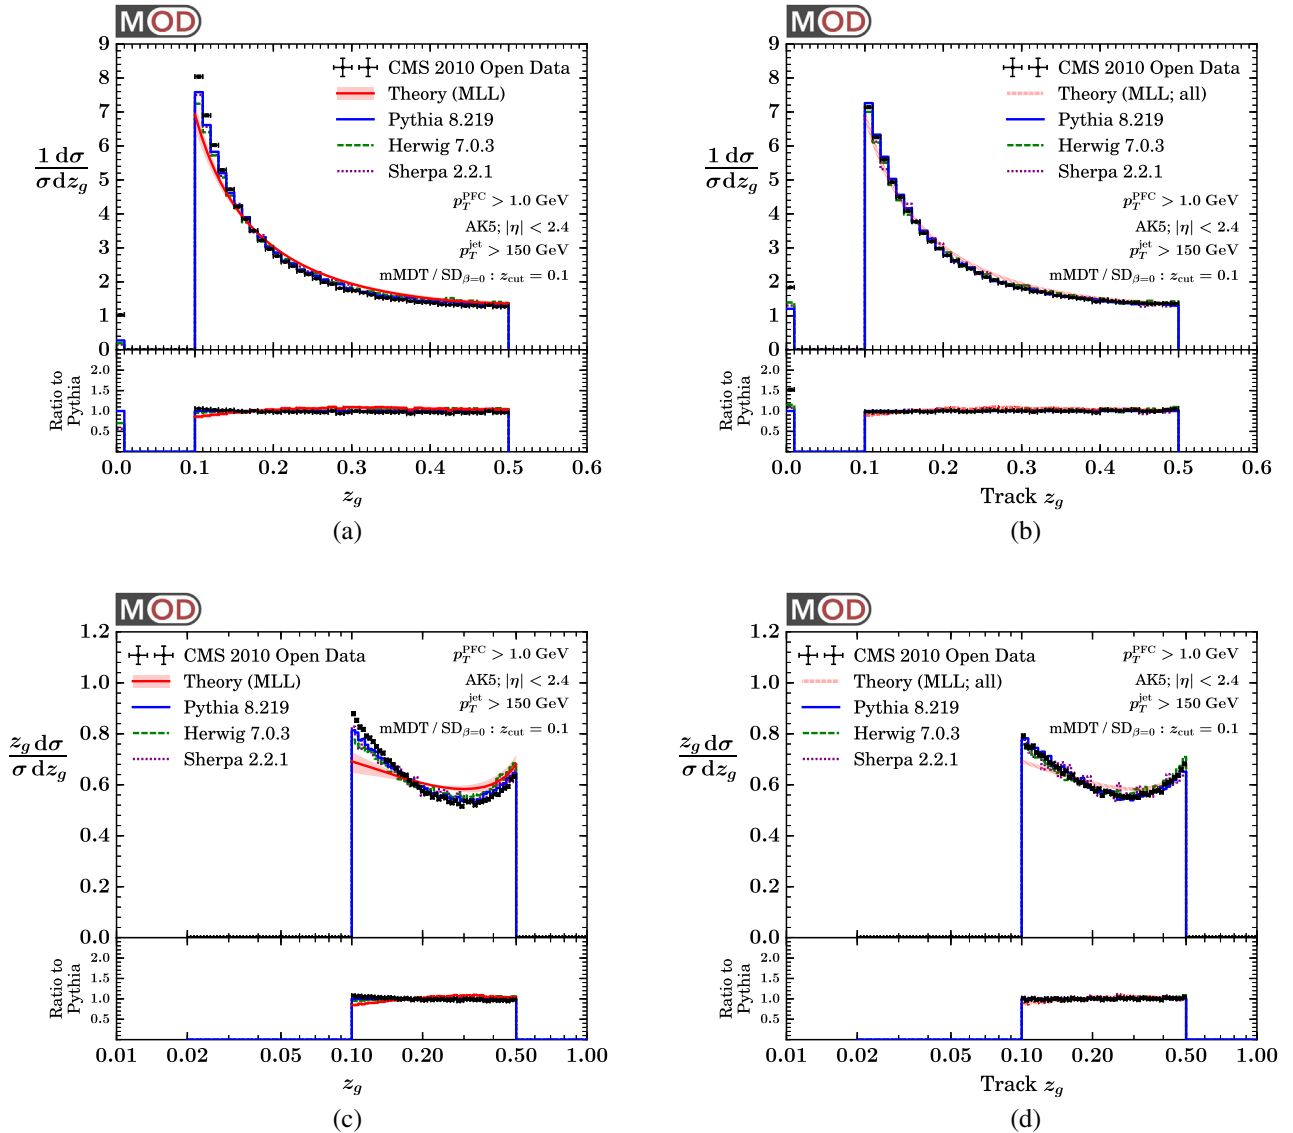 MOD
9
8
7
6
5
4
3
2
1
0
1 dσ
σ dz_g
CMS 2010 Open Data
Theory (MLL)
Pythia 8.219
Herwig 7.0.3
Sherpa 2.2.1
p_T^PFC > 1.0 GeV
AK5; |η| < 2.4
p_T^jet > 150 GeV
mMDT / SD_β=0 : z_cut = 0.1
Ratio to
Pythia
2.0
1.5
1.0
0.5
0.0 0.1 0.2 0.3 0.4 0.5 0.6
z_g
(a)
MOD
9
8
7
6
5
4
3
2
1
0
1 dσ
σ dz_g
CMS 2010 Open Data
Theory (MLL; all)
Pythia 8.219
Herwig 7.0.3
Sherpa 2.2.1
p_T^PFC > 1.0 GeV
AK5; |η| < 2.4
p_T^jet > 150 GeV
mMDT / SD_β=0 : z_cut = 0.1
Ratio to
Pythia
2.0
1.5
1.0
0.5
0.0 0.1 0.2 0.3 0.4 0.5 0.6
Track z_g
(b)
MOD
1.2
1.0
0.8
0.6
0.4
0.2
0.0
z_g dσ
σ dz_g
CMS 2010 Open Data
Theory (MLL)
Pythia 8.219
Herwig 7.0.3
Sherpa 2.2.1
p_T^PFC > 1.0 GeV
AK5; |η| < 2.4
p_T^jet > 150 GeV
mMDT / SD_β=0 : z_cut = 0.1
Ratio to
Pythia
2.0
1.5
1.0
0.5
0.01 0.02 0.05 0.10 0.20 0.50 1.00
z_g
(c)
MOD
1.2
1.0
0.8
0.6
0.4
0.2
0.0
z_g dσ
σ dz_g
CMS 2010 Open Data
Theory (MLL; all)
Pythia 8.219
Herwig 7.0.3
Sherpa 2.2.1
p_T^PFC > 1.0 GeV
AK5; |η| < 2.4
p_T^jet > 150 GeV
mMDT / SD_β=0 : z_cut = 0.1
Ratio to
Pythia
2.0
1.5
1.0
0.5
0.01 0.02 0.05 0.10 0.20 0.50 1.00
Track z_g
(d)